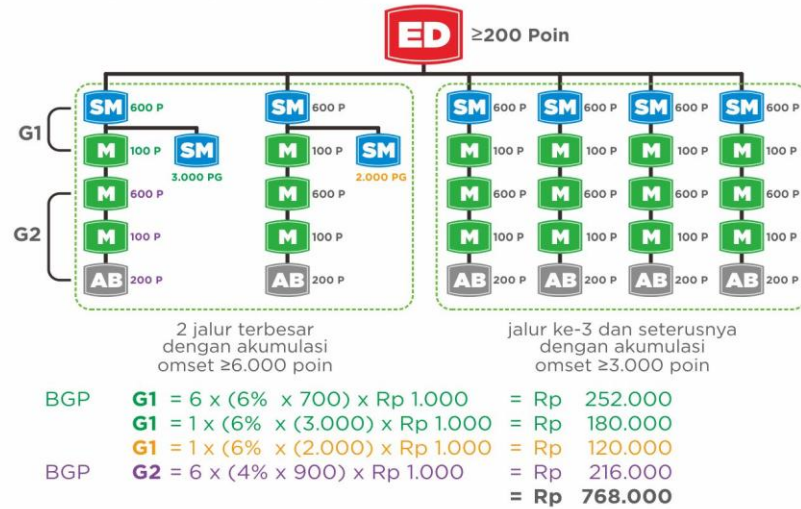 ED ≥200 Poin
SM 600 P SM 600 P SM 600 P SM 600 P SM 600 P SM 600 P
G1
M 100 P SM M 100 P SM M 100 P M 100 P M 100 P M 100 P
3.000 PG 2.000 PG
M 600 P M 600 P M 600 P M 600 P M 600 P M 600 P
G2
M 100 P M 100 P M 100 P M 100 P M 100 P M 100 P
AB 200 P AB 200 P AB 200 P AB 200 P AB 200 P AB 200 P
2 jalur terbesar
dengan akumulasi
omset ≥6.000 poin
jalur ke-3 dan seterusnya
dengan akumulasi
omset ≥3.000 poin
BGP G1 = 6 x (6% x 700) x Rp 1.000 = Rp 252.000
G1 = 1 x (6% x (3.000) x Rp 1.000 = Rp 180.000
G1 = 1 x (6% x (2.000) x Rp 1.000 = Rp 120.000
BGP G2 = 6 x (4% x 900) x Rp 1.000 = Rp 216.000
= Rp 768.000